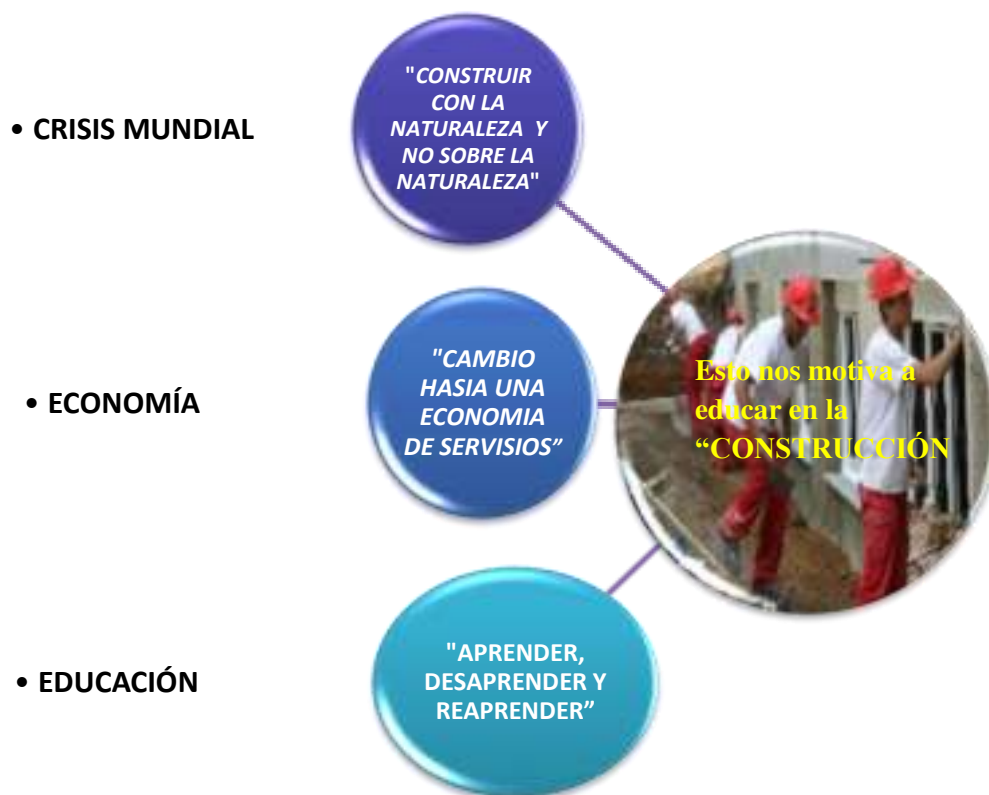 • CRISIS MUNDIAL
"CONSTRUIR
CON LA
NATURALEZA Y
NO SOBRE LA
NATURALEZA"
• ECONOMÍA
"CAMBIO
HASIA UNA
ECONOMIA
DE SERVISIOS”
Esto nos motiva a
educar en la
“CONSTRUCCIÓN
• EDUCACIÓN
"APRENDER,
DESAPRENDER Y
REAPRENDER”